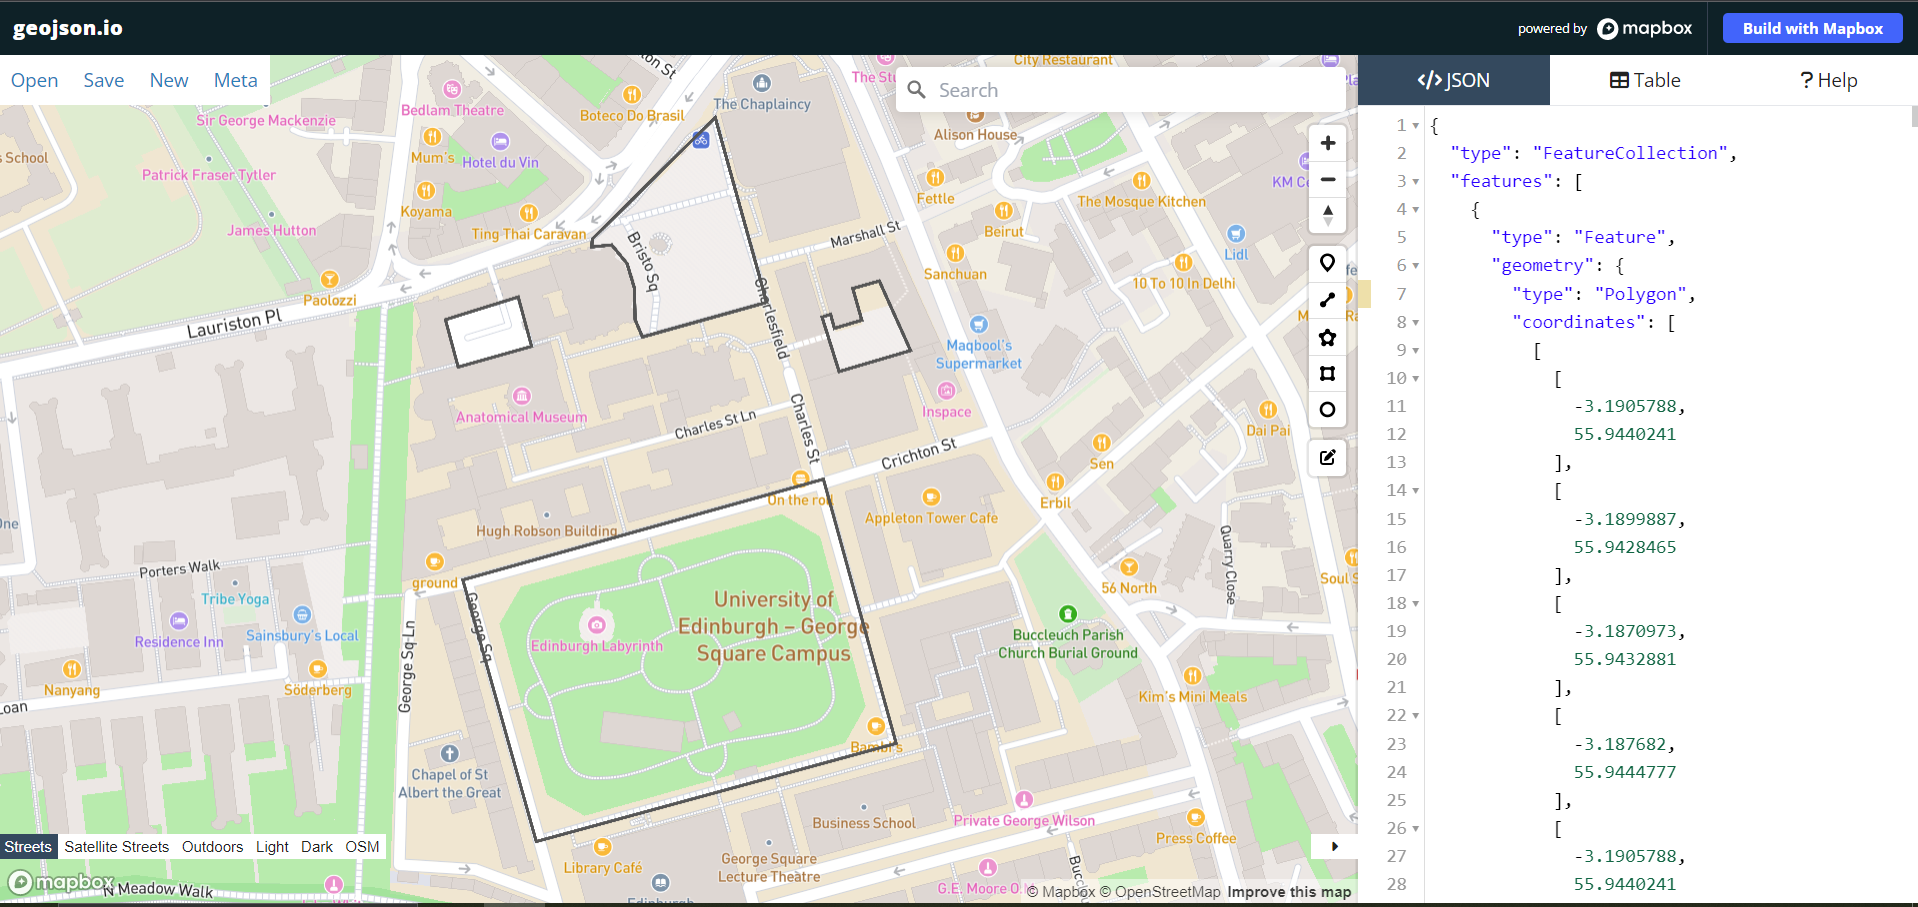 geojson.io
powered by mapbox
Build with Mapbox
Open Save New Meta
Search
JSON
Table
? Help
City Restaurant
The Stu
The Chaplaincy
Bedlam Theatre
Boteco Do Brasil
Sir George Mackenzie
Alison House
School
Mum's
Hotel du Vin
Patrick Fraser Tytler
KM Ce
Fettle
The Mosque Kitchen
Koyama
James Hutton
Ting Thai Caravan
Beirut
Marshall St
Bristo Sq
Lidl
Sanchuan
10 To 10 In Delhi
Paolozzi
Charlesfield
Lauriston Pl
Maqbool's
Supermarket
Anatomical Museum
Inspace
Charles St Ln
Charles St
Dai Pai
Crichton St
Sen
On the roll
Erbil
Appleton Tower Cafe
Hugh Robson Building
One
Quarry Close
Porters Walk
ground
56 North
Soul S
Tribe Yoga
George Sq
University of
Edinburgh – George
Square Campus
Edinburgh Labyrinth
Residence Inn
Sainsbury's Local
Buccleuch Parish
Church Burial Ground
George Sq Ln
Nanyang
Söderberg
Kim's Mini Meals
Loan
Bambi's
Chapel of St
Albert the Great
Business School
Private George Wilson
Press Coffee
Streets Satellite Streets Outdoors Light Dark OSM
George Square
Lecture Theatre
Library Café
mapbox
N Meadow Walk
G.E. Moore O
Edinburgh
© Mapbox © OpenStreetMap Improve this map
1 {
2 "type": "FeatureCollection",
3 "features": [
4 {
5 "type": "Feature",
6 "geometry": {
7 "type": "Polygon",
8 "coordinates": [
9 [
10 [
11 -3.1905788,
12 55.9440241
13 ],
14 [
15 -3.1899887,
16 55.9428465
17 ],
18 [
19 -3.1870973,
20 55.9432881
21 ],
22 [
23 -3.187682,
24 55.9444777
25 ],
26 [
27 -3.1905788,
28 55.9440241